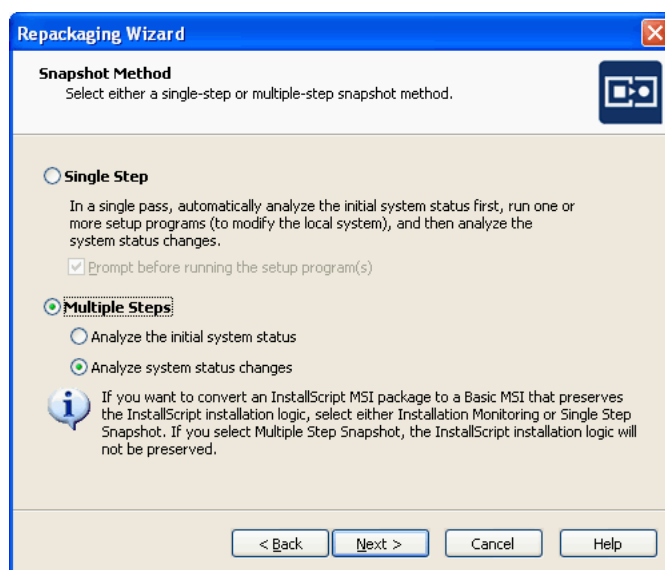 Repackaging Wizard
Snapshot Method
Select either a single-step or multiple-step snapshot method.
Single Step
In a single pass, automatically analyze the initial system status first, run one or
more setup programs (to modify the local system), and then analyze the
system status changes.
Prompt before running the setup program(s)
Multiple Steps
Analyze the initial system status
Analyze system status changes
If you want to convert an InstallScript MSI package to a Basic MSI that preserves
the InstallScript installation logic, select either Installation Monitoring or Single Step
Snapshot. If you select Multiple Step Snapshot, the InstallScript installation logic will
not be preserved.
< Back Next > Cancel Help